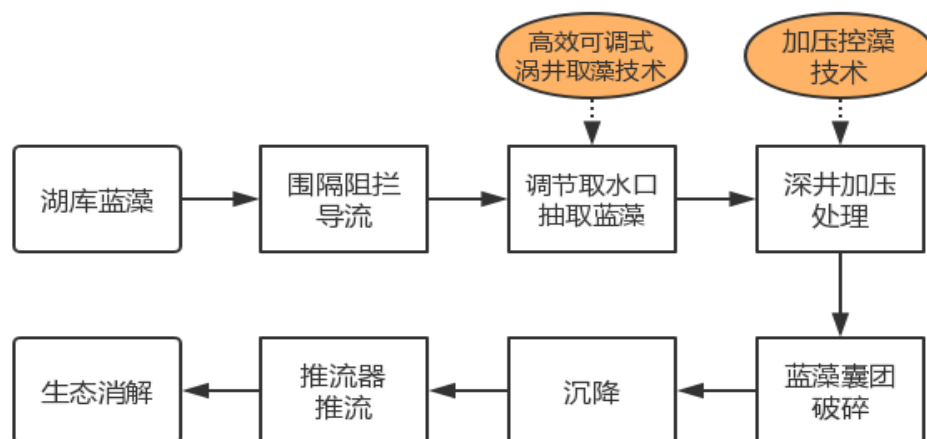 高效可调式
涡井取藻技术
加压控藻
技术
湖库蓝藻
围隔阻拦
导流
调节取水口
抽取蓝藻
深井加压
处理
生态消解
推流器
推流
沉降
蓝藻囊团
破碎